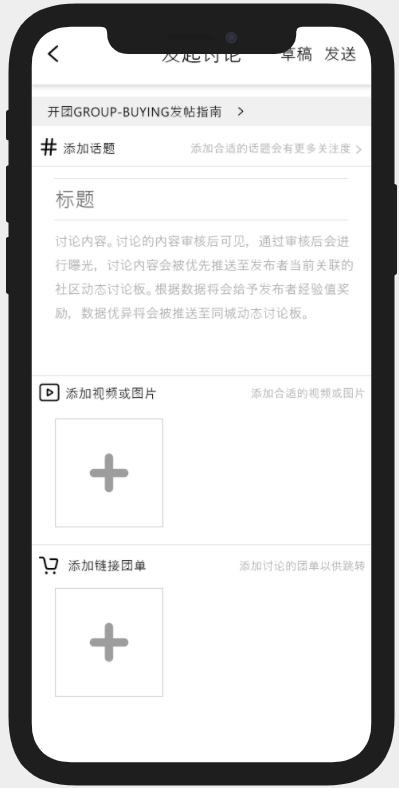 发起讨论 草稿 发送
开团GROUP-BUYING发帖指南 >
# 添加话题 添加合适的话题会有更多关注度 >
标题
讨论内容。讨论的内容审核后可见，通过审核后会进
行曝光，讨论内容会被优先推送至发布者当前关联的
社区动态讨论板。根据数据将会给予发布者经验值奖
励，数据优异将会被推送至同城动态讨论板。
添加视频或图片 添加合适的视频或图片
添加链接团单 添加讨论的团单以供跳转